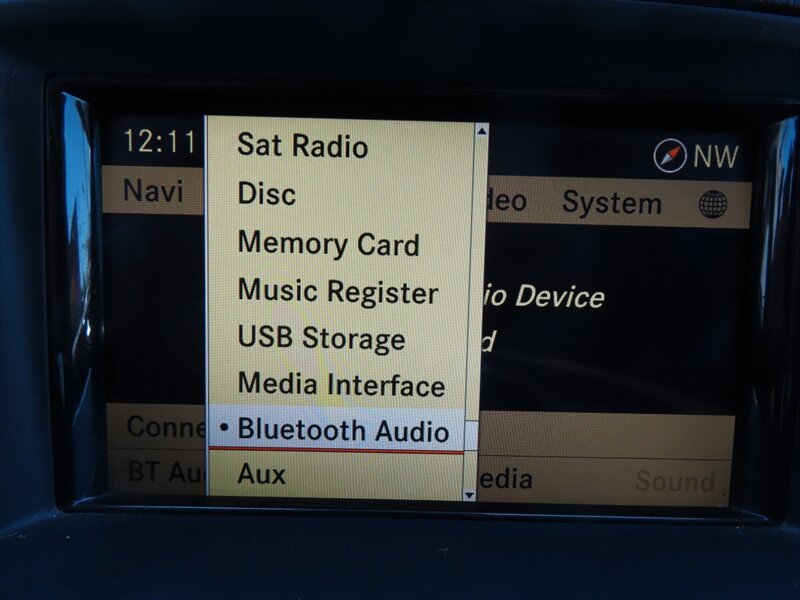 12:11
NW
Navi
deo System
Sat Radio
Disc
Memory Card
Music Register
USB Storage
Media Interface
• Bluetooth Audio
Aux
io Device
d
Conne
BT Au
edia
Sound